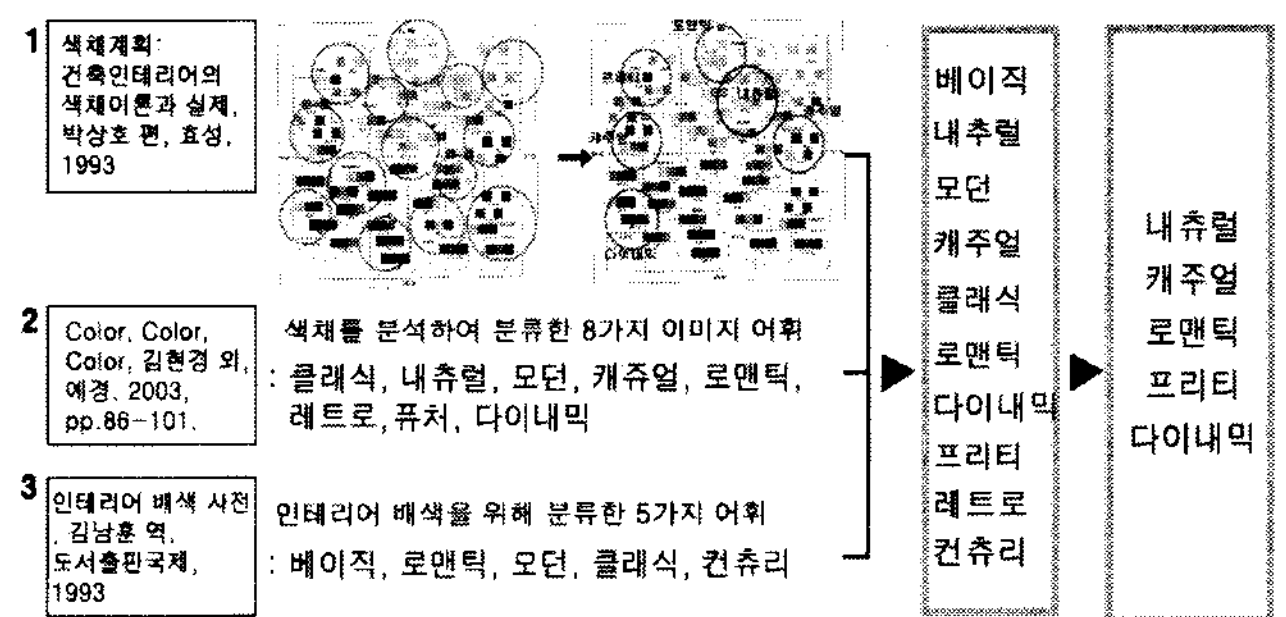 1
색채계획:
건축인테리어의
색채이론과 실제,
박상호 편, 효성,
1993
2
Color, Color,
Color, 김현경 외,
예경, 2003,
pp.86-101.
색채를 분석하여 분류한 8가지 이미지 어휘
: 클래식, 내츄럴, 모던, 캐쥬얼, 로맨틱,
레트로, 퓨처, 다이내믹
3
인테리어 배색 사전
, 김남훈 역,
도서출판국제,
1993
인테리어 배색을 위해 분류한 5가지 어휘
: 베이직, 로맨틱, 모던, 클래식, 컨츄리
베이직
내추럴
모던
캐주얼
클래식
로맨틱
다이내믹
프리티
레트로
컨츄리
내츄럴
캐주얼
로맨틱
프리티
다이내믹